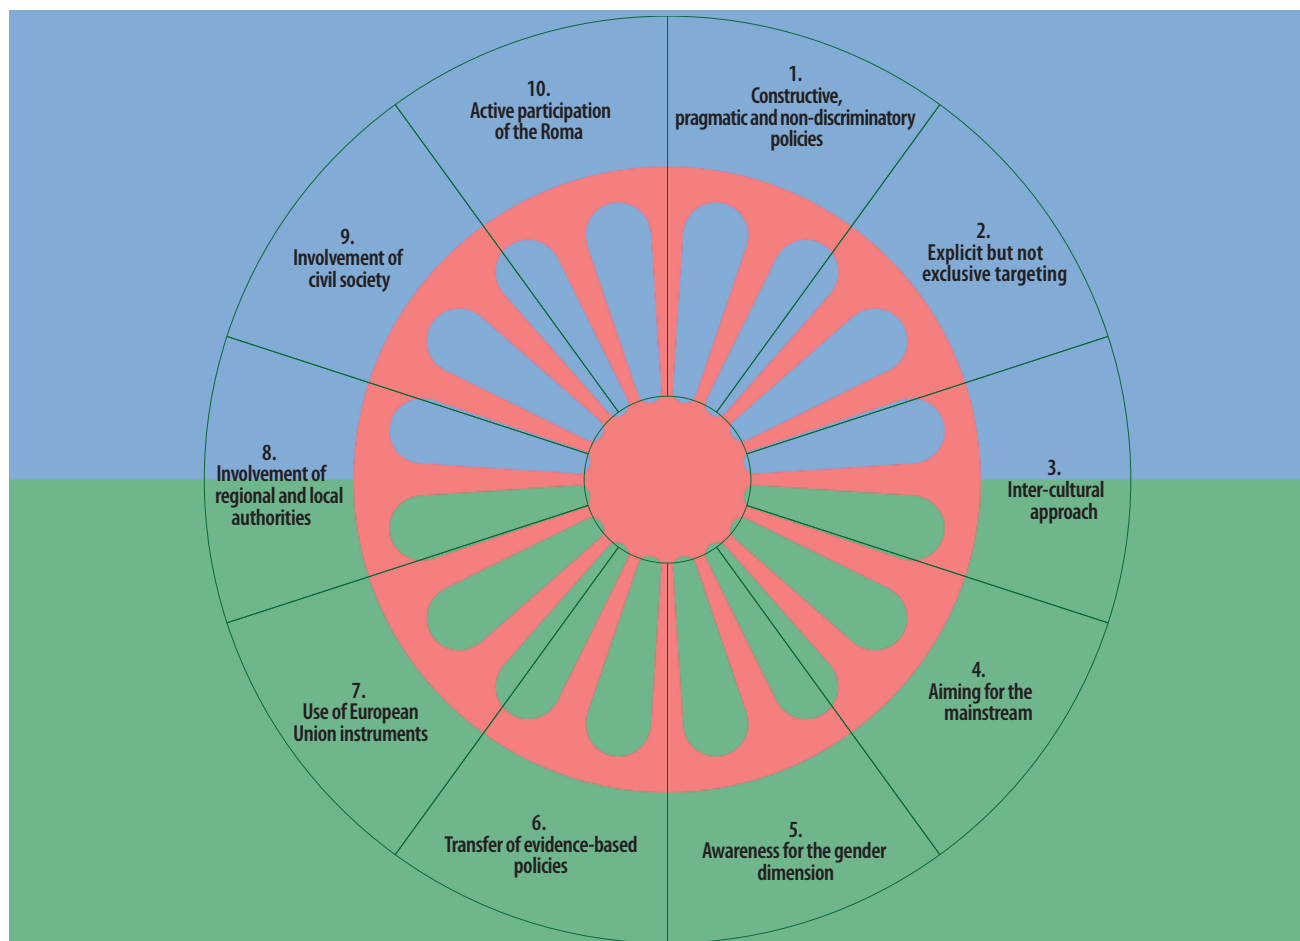 1.
Constructive,
pragmatic and non-discriminatory
policies
2.
Explicit but not
exclusive targeting
3.
Inter-cultural
approach
4.
Aiming for the
mainstream
5.
Awareness for the gender
dimension
6.
Transfer of evidence-based
policies
7.
Use of European
Union instruments
8.
Involvement of
regional and local
authorities
9.
Involvement of
civil society
10.
Active participation
of the Roma